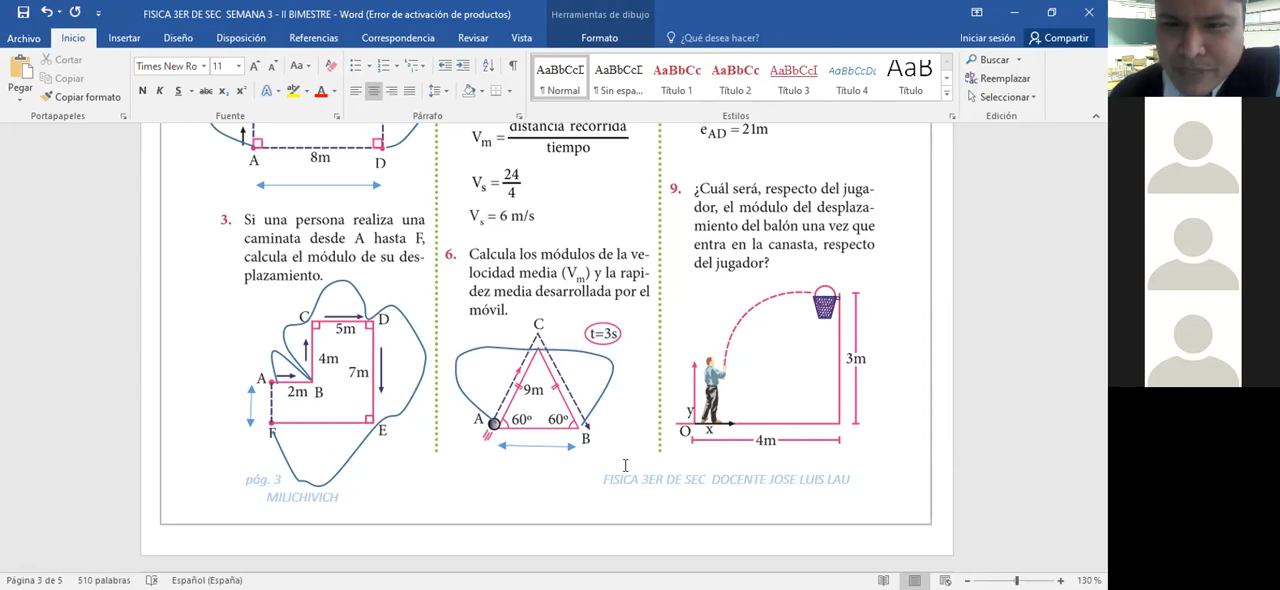 FISICA 3ER DE SEC SEMANA 3 - II BIMESTRE - Word (Error de activación de productos)
Herramientas de dibujo
Archivo
Inicio
Insertar
Diseño
Disposición
Referencias
Correspondencia
Revisar
Vista
Formato
¿Qué desea hacer?
Iniciar sesión
Compartir
Pegar
Cortar
Copiar
Copiar formato
Portapapeles
Times New Ro
11
Fuente
Párrafo
AaBbCcI
¶ Normal
AaBbCcI
¶ Sin espa...
AaBbCc
Título 1
AaBbCc
Título 2
AaBbCcI
Título 3
AaBbCcDc
Título 4
AaB
Título
Estilos
Buscar
Reemplazar
Seleccionar
Edición
A
8m
D
3. Si una persona realiza una
caminata desde A hasta F,
calcula el módulo de su des-
plazamiento.
C
5m
D
4m
7m
A
2m
B
F
E
V_m = distancia recorrida
tiempo
V_s = 24
4
V_s = 6 m/s
6. Calcula los módulos de la ve-
locidad media (V_m) y la rapi-
dez media desarrollada por el
móvil.
C
t=3s
9m
A
60º
60º
B
e_AD = 21m
9. ¿Cuál será, respecto del juga-
dor, el módulo del desplaza-
miento del balón una vez que
entra en la canasta, respecto
del jugador?
3m
y
O
x
4m
pág. 3
FISICA 3ER DE SEC DOCENTE JOSE LUIS LAU
MILICHIVICH
Página 3 de 5
510 palabras
Español (España)
130 %